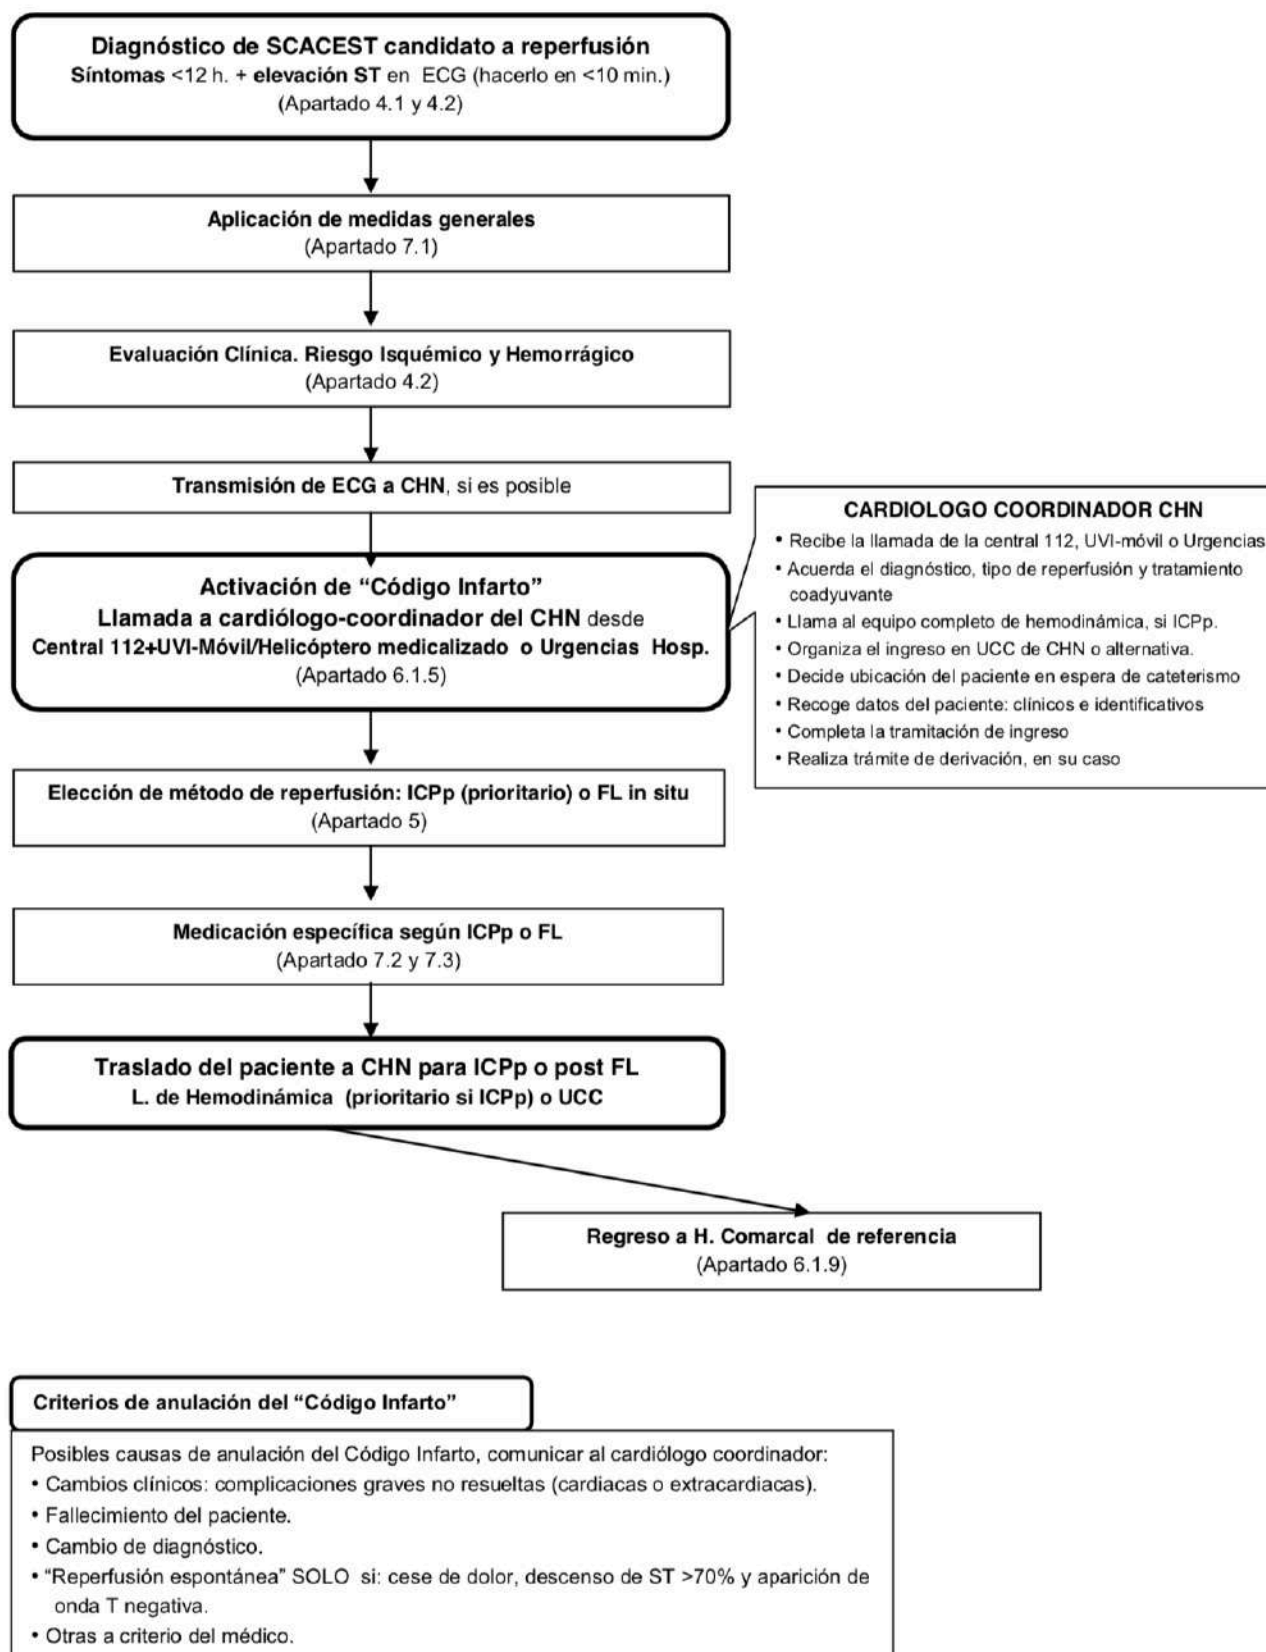 Diagnóstico de SCACEST candidato a reperfusión
Síntomas <12 h. + elevación ST en ECG (hacerlo en <10 min.)
(Apartado 4.1 y 4.2)
Aplicación de medidas generales
(Apartado 7.1)
Evaluación Clínica. Riesgo Isquémico y Hemorrágico
(Apartado 4.2)
Transmisión de ECG a CHN, si es posible
Activación de “Código Infarto”
Llamada a cardiólogo-coordinador del CHN desde
Central 112+UVI-Móvil/Helicóptero medicalizado o Urgencias Hosp.
(Apartado 6.1.5)
CARDIOLOGO COORDINADOR CHN
• Recibe la llamada de la central 112, UVI-móvil o Urgencias
• Acuerda el diagnóstico, tipo de reperfusión y tratamiento
coadyuvante
• Llama al equipo completo de hemodinámica, si ICPp.
• Organiza el ingreso en UCC de CHN o alternativa.
• Decide ubicación del paciente en espera de cateterismo
• Recoge datos del paciente: clínicos e identificativos
• Completa la tramitación de ingreso
• Realiza trámite de derivación, en su caso
Elección de método de reperfusión: ICPp (prioritario) o FL in situ
(Apartado 5)
Medicación específica según ICPp o FL
(Apartado 7.2 y 7.3)
Traslado del paciente a CHN para ICPp o post FL
L. de Hemodinámica (prioritario si ICPp) o UCC
Regreso a H. Comarcal de referencia
(Apartado 6.1.9)
Criterios de anulación del “Código Infarto”
Posibles causas de anulación del Código Infarto, comunicar al cardiólogo coordinador:
• Cambios clínicos: complicaciones graves no resueltas (cardiacas o extracardiacas).
• Fallecimiento del paciente.
• Cambio de diagnóstico.
• “Reperfusión espontánea” SOLO si: cese de dolor, descenso de ST >70% y aparición de
onda T negativa.
• Otras a criterio del médico.